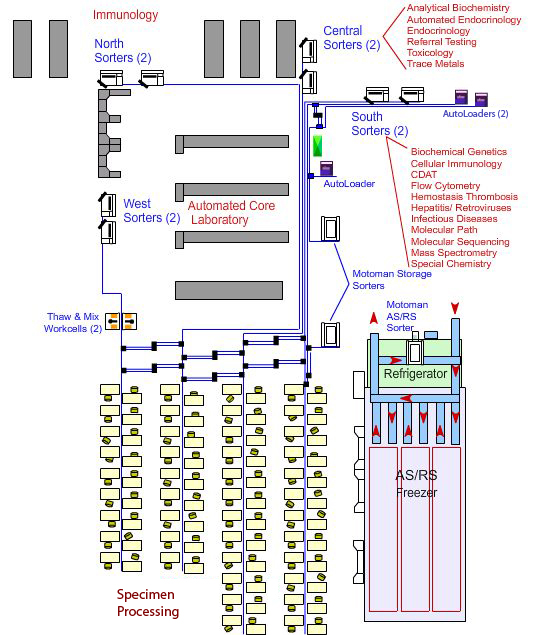 Immunology
North
Sorters (2)
Central
Sorters (2)
Analytical Biochemistry
Automated Endocrinology
Endocrinology
Referral Testing
Toxicology
Trace Metals
AutoLoaders (2)
South
Sorters (2)
Biochemical Genetics
Cellular Immunology
CDAT
Flow Cytometry
Hemostasis Thrombosis
Hepatitis/ Retroviruses
Infectious Diseases
Molecular Path
Molecular Sequencing
Mass Spectrometry
Special Chemistry
AutoLoader
West
Sorters (2)
Automated Core
Laboratory
Motoman Storage
Sorters
Thaw & Mix
Workcells (2)
Motoman
AS/RS
Sorter
Refrigerator
AS/RS
Freezer
Specimen
Processing